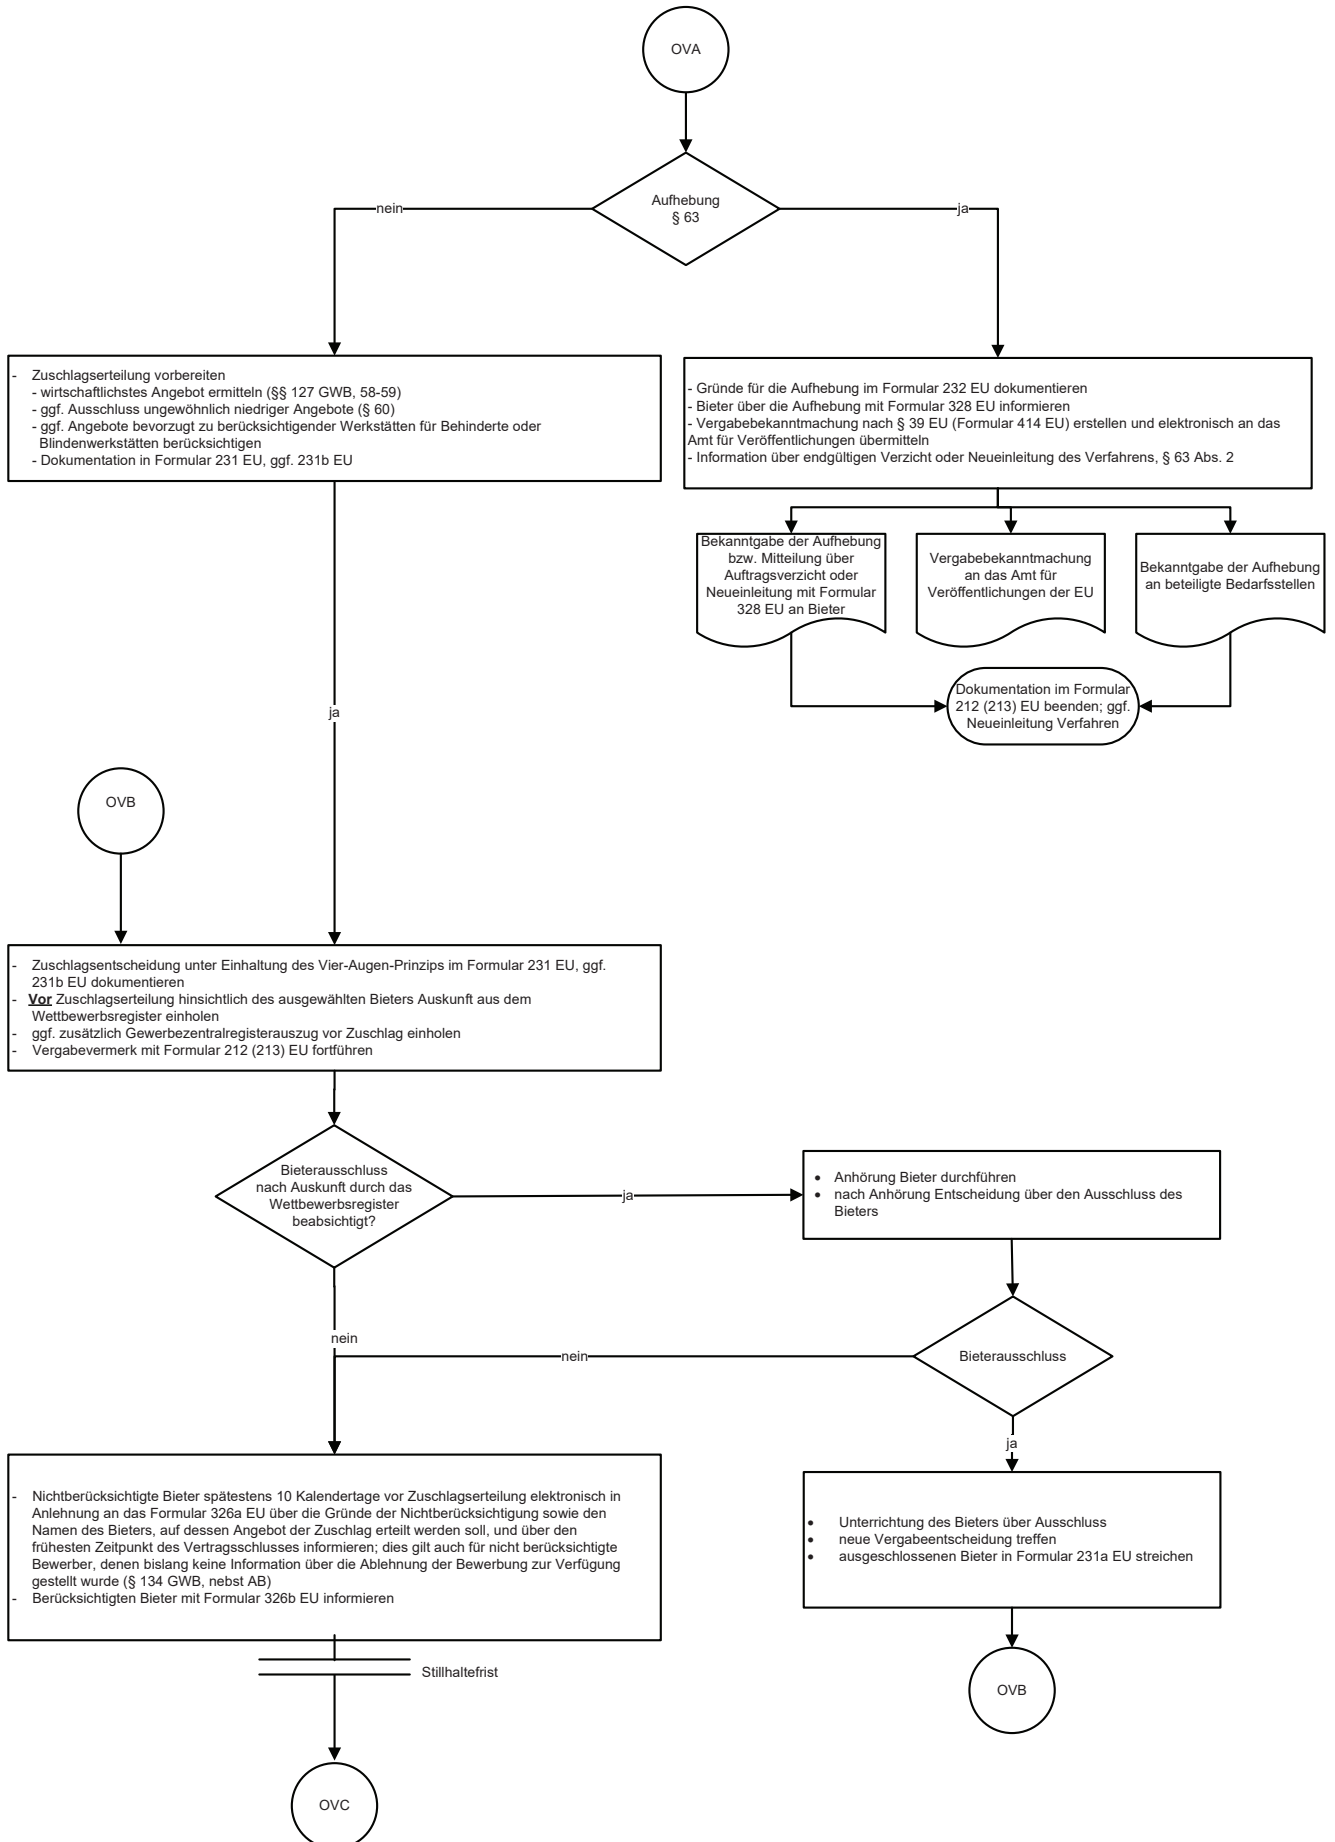 OVA
Aufhebung
§ 63
nein
ja
- Zuschlagserteilung vorbereiten
- wirtschaftlichstes Angebot ermitteln (§§ 127 GWB, 58-59)
- ggf. Ausschluss ungewöhnlich niedriger Angebote (§ 60)
- ggf. Angebote bevorzugt zu berücksichtigender Werkstätten für Behinderte oder
Blindenwerkstätten berücksichtigen
- Dokumentation in Formular 231 EU, ggf. 231b EU
- Gründe für die Aufhebung im Formular 232 EU dokumentieren
- Bieter über die Aufhebung mit Formular 328 EU informieren
- Vergabebekanntmachung nach § 39 EU (Formular 414 EU) erstellen und elektronisch an das
Amt für Veröffentlichungen übermitteln
- Information über endgültigen Verzicht oder Neueinleitung des Verfahrens, § 63 Abs. 2
Bekanntgabe der Aufhebung
bzw. Mitteilung über
Auftragsverzicht oder
Neueinleitung mit Formular
328 EU an Bieter
Vergabebekanntmachung
an das Amt für
Veröffentlichungen der EU
Bekanntgabe der Aufhebung
an beteiligte Bedarfsstellen
Dokumentation im Formular
212 (213) EU beenden; ggf.
Neueinleitung Verfahren
ja
OVB
- Zuschlagsentscheidung unter Einhaltung des Vier-Augen-Prinzips im Formular 231 EU, ggf.
231b EU dokumentieren
- Vor Zuschlagserteilung hinsichtlich des ausgewählten Bieters Auskunft aus dem
Wettbewerbsregister einholen
- ggf. zusätzlich Gewerbezentralregisterauszug vor Zuschlag einholen
- Vergabevermerk mit Formular 212 (213) EU fortführen
Bieterausschluss
nach Auskunft durch das
Wettbewerbsregister
beabsichtigt?
ja
• Anhörung Bieter durchführen
• nach Anhörung Entscheidung über den Ausschluss des
Bieters
nein
nein
Bieterausschluss
ja
- Nichtberücksichtigte Bieter spätestens 10 Kalendertage vor Zuschlagserteilung elektronisch in
Anlehnung an das Formular 326a EU über die Gründe der Nichtberücksichtigung sowie den
Namen des Bieters, auf dessen Angebot der Zuschlag erteilt werden soll, und über den
frühesten Zeitpunkt des Vertragsschlusses informieren; dies gilt auch für nicht berücksichtigte
Bewerber, denen bislang keine Information über die Ablehnung der Bewerbung zur Verfügung
gestellt wurde (§ 134 GWB, nebst AB)
- Berücksichtigten Bieter mit Formular 326b EU informieren
• Unterrichtung des Bieters über Ausschluss
• neue Vergabeentscheidung treffen
• ausgeschlossenen Bieter in Formular 231a EU streichen
Stillhaltefrist
OVB
OVC